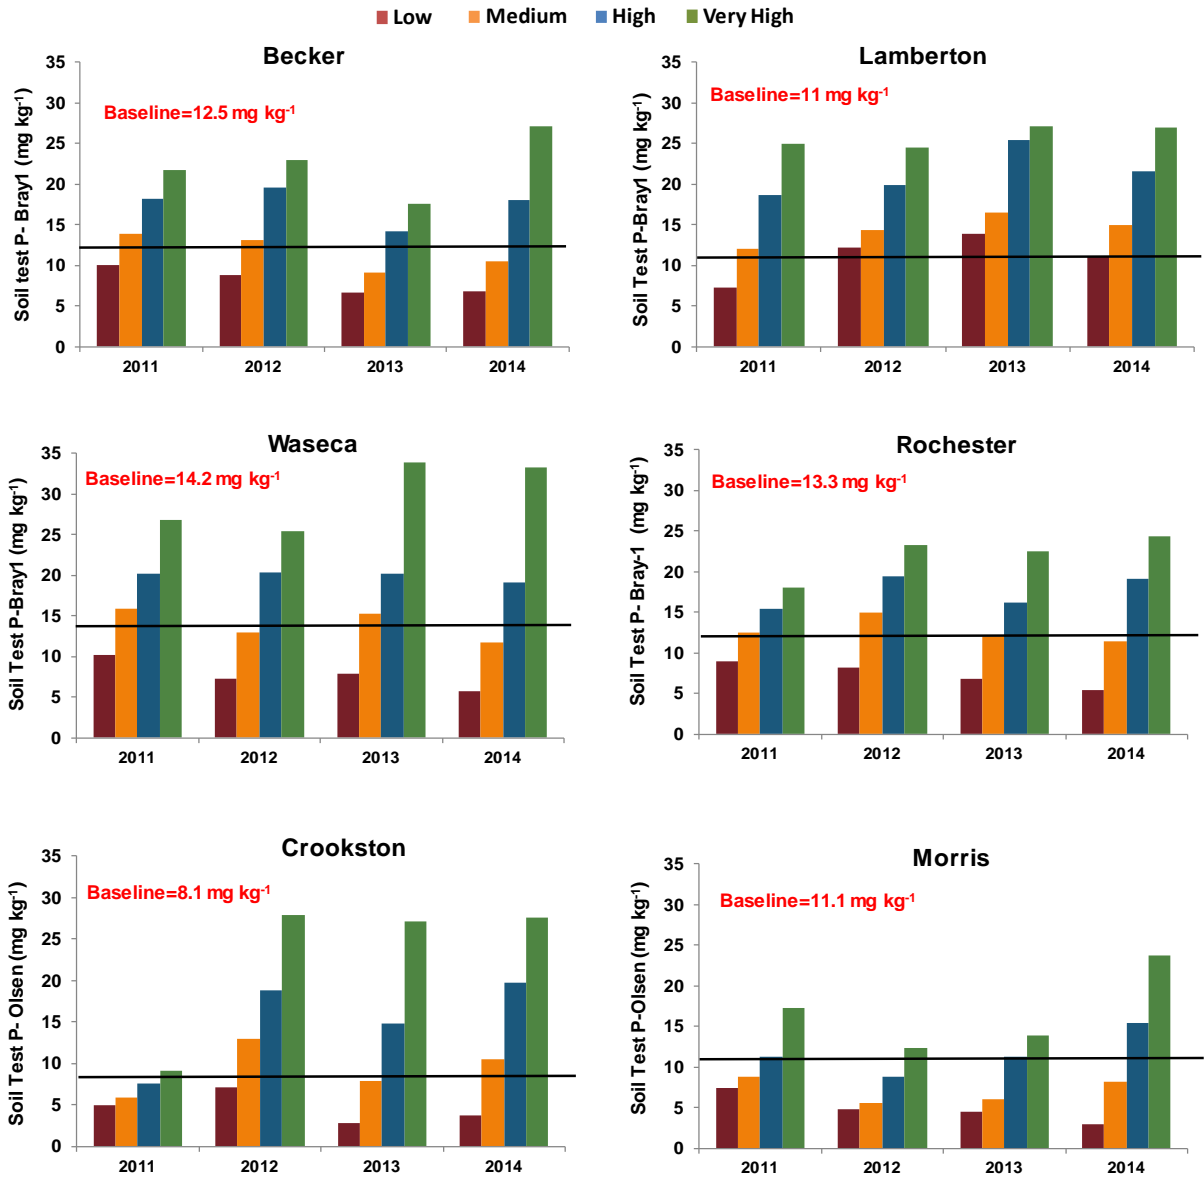 Low Medium High Very High
Becker
Soil test P- Bray1 (mg kg-1)
Baseline=12.5 mg kg-1
35
30
25
20
15
10
5
0
2011 2012 2013 2014
Lamberton
Soil Test P-Bray1 (mg kg-1)
Baseline=11 mg kg-1
35
30
25
20
15
10
5
0
2011 2012 2013 2014
Waseca
Soil Test P-Bray1 (mg kg-1)
Baseline=14.2 mg kg-1
35
30
25
20
15
10
5
0
2011 2012 2013 2014
Rochester
Soil Test P- Bray-1 (mg kg-1)
Baseline=13.3 mg kg-1
35
30
25
20
15
10
5
0
2011 2012 2013 2014
Crookston
Soil Test P- Olsen (mg kg-1)
Baseline=8.1 mg kg-1
35
30
25
20
15
10
5
0
2011 2012 2013 2014
Morris
Soil Test P-Olsen (mg kg-1)
Baseline=11.1 mg kg-1
35
30
25
20
15
10
5
0
2011 2012 2013 2014